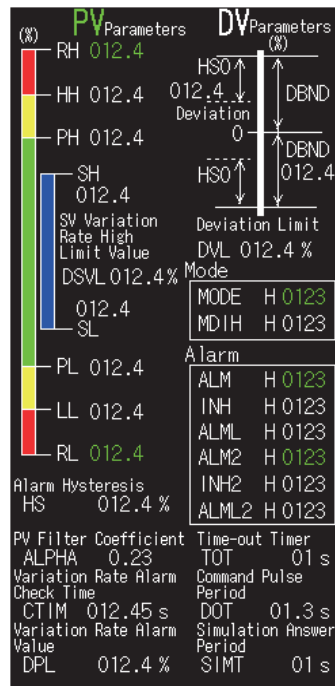 PV Parameters
(%)
RH 012.4
HH 012.4
PH 012.4
SH
012.4
SV Variation
Rate High
Limit Value
DSVL 012.4%
012.4
SL
PL 012.4
LL 012.4
RL 012.4
Alarm Hysteresis
HS 012.4 %
DV Parameters
(%)
HSO
012.4
DBND
Deviation
0
DBND
012.4
HSO
Deviation Limit
DVL 012.4 %
Mode
MODE H 0123
MDIH H 0123
Alarm
ALM H 0123
INH H 0123
ALML H 0123
ALM2 H 0123
INH2 H 0123
ALML2 H 0123
PV Filter Coefficient
ALPHA 0.23
Variation Rate Alarm
Check Time
CTIM 012.45 s
Variation Rate Alarm
Value
DPL 012.4 %
Time-out Timer
TOT 01 s
Command Pulse
Period
DOT 01.3 s
Simulation Answer
Period
SIMT 01 s